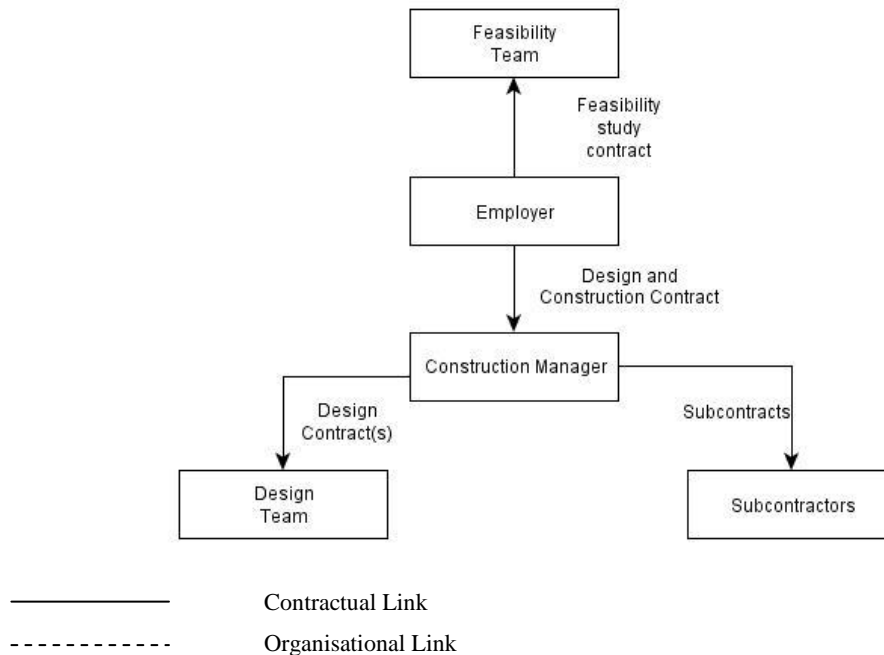 Feasibility
Team
Feasibility
study
contract
Employer
Design and
Construction Contract
Construction Manager
Design
Contract(s)
Subcontracts
Design
Team
Subcontractors
Contractual Link
Organisational Link